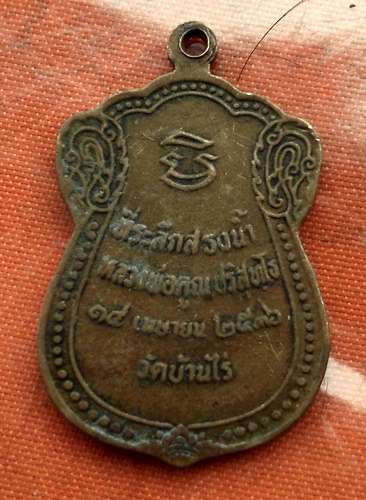 ที่ระลึกสรงน้ำ
หลวงพ่อคูณ ปริสุทโธ
๑๕ เมษายน ๒๕๓๖
วัดบ้านไร่